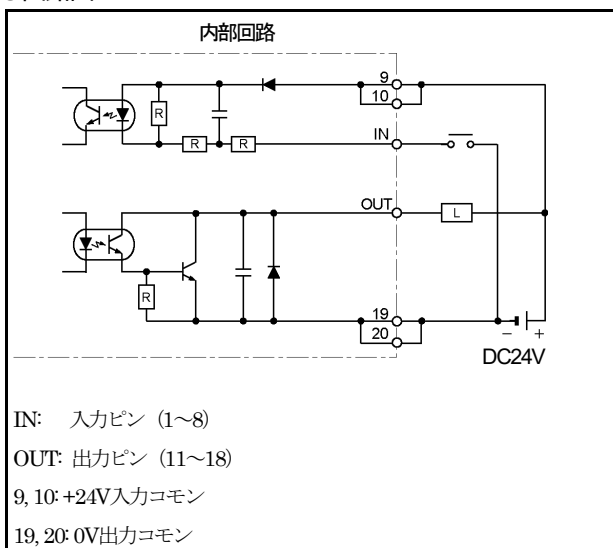 内部回路
9
10
R
IN
R
R
OUT
L
R
19
20
− +
DC24V
IN: 入力ピン (1～8)
OUT: 出力ピン (11～18)
9, 10: +24V入力コモン
19, 20: 0V出力コモン